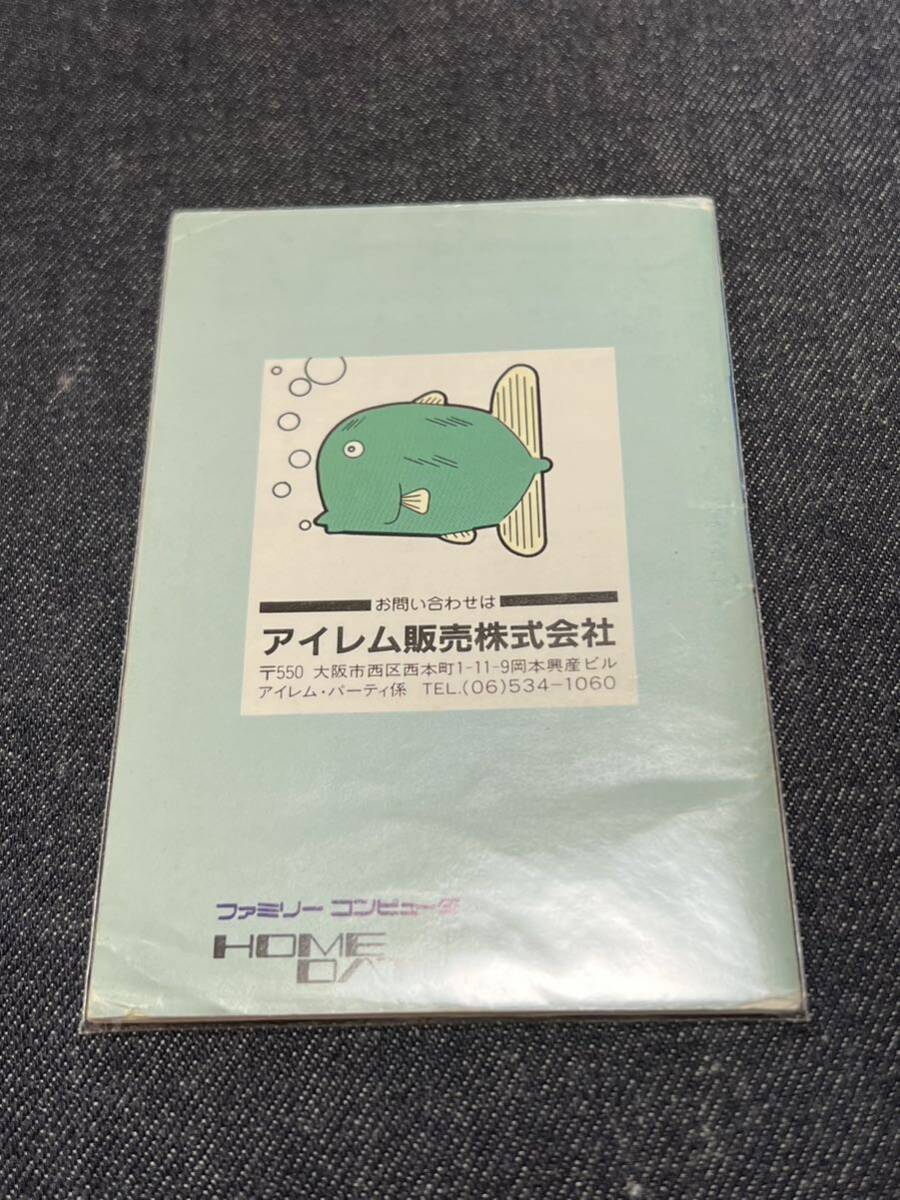 お問い合わせは
アイレム販売株式会社
〒550 大阪市西区西本町1-11-9岡本興産ビル
アイレム・パーティ係 TEL.(06)534-1060
ファミリー コンピュータ
HOME